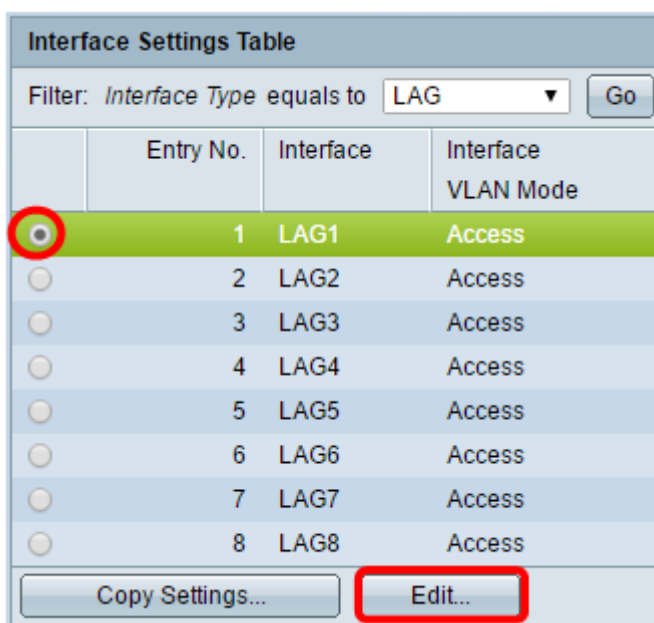 Interface Settings Table
Filter: Interface Type equals to LAG Go
Entry No. Interface Interface
VLAN Mode
1 LAG1 Access
2 LAG2 Access
3 LAG3 Access
4 LAG4 Access
5 LAG5 Access
6 LAG6 Access
7 LAG7 Access
8 LAG8 Access
Copy Settings... Edit...